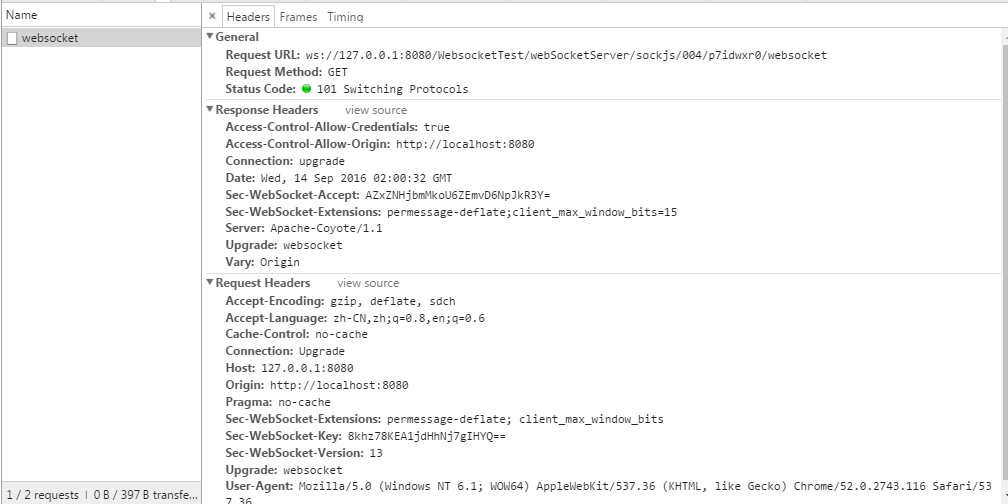 Name
Headers Frames Timing
websocket
General
Request URL: ws://127.0.0.1:8080/WebsocketTest/webSocketServer/sockjs/004/p7idwxr0/websocket
Request Method: GET
Status Code: 101 Switching Protocols
Response Headers view source
Access-Control-Allow-Credentials: true
Access-Control-Allow-Origin: http://localhost:8080
Connection: upgrade
Date: Wed, 14 Sep 2016 02:00:32 GMT
Sec-WebSocket-Accept: AZxZNHjbmMkoU6ZEmvD6NpJkR3Y=
Sec-WebSocket-Extensions: permessage-deflate;client_max_window_bits=15
Server: Apache-Coyote/1.1
Upgrade: websocket
Vary: Origin
Request Headers view source
Accept-Encoding: gzip, deflate, sdch
Accept-Language: zh-CN,zh;q=0.8,en;q=0.6
Cache-Control: no-cache
Connection: Upgrade
Host: 127.0.0.1:8080
Origin: http://localhost:8080
Pragma: no-cache
Sec-WebSocket-Extensions: permessage-deflate; client_max_window_bits
Sec-WebSocket-Key: 8khz78KEA1jdHhNj7gIHYQ==
Sec-WebSocket-Version: 13
Upgrade: websocket
User-Agent: Mozilla/5.0 (Windows NT 6.1; WOW64) AppleWebKit/537.36 (KHTML, like Gecko) Chrome/52.0.2743.116 Safari/53
7.36
1 / 2 requests | 0 B / 397 B transfe...